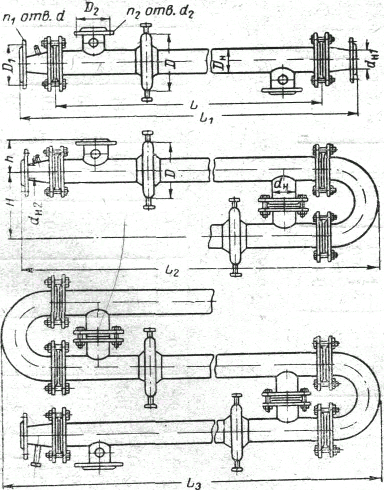 n₁ отв. d
D₂
n₂ отв. d₂
D₁
D
Dн
dн1
L
L₁
h
H
dн2
D
dн
L₂
L₃